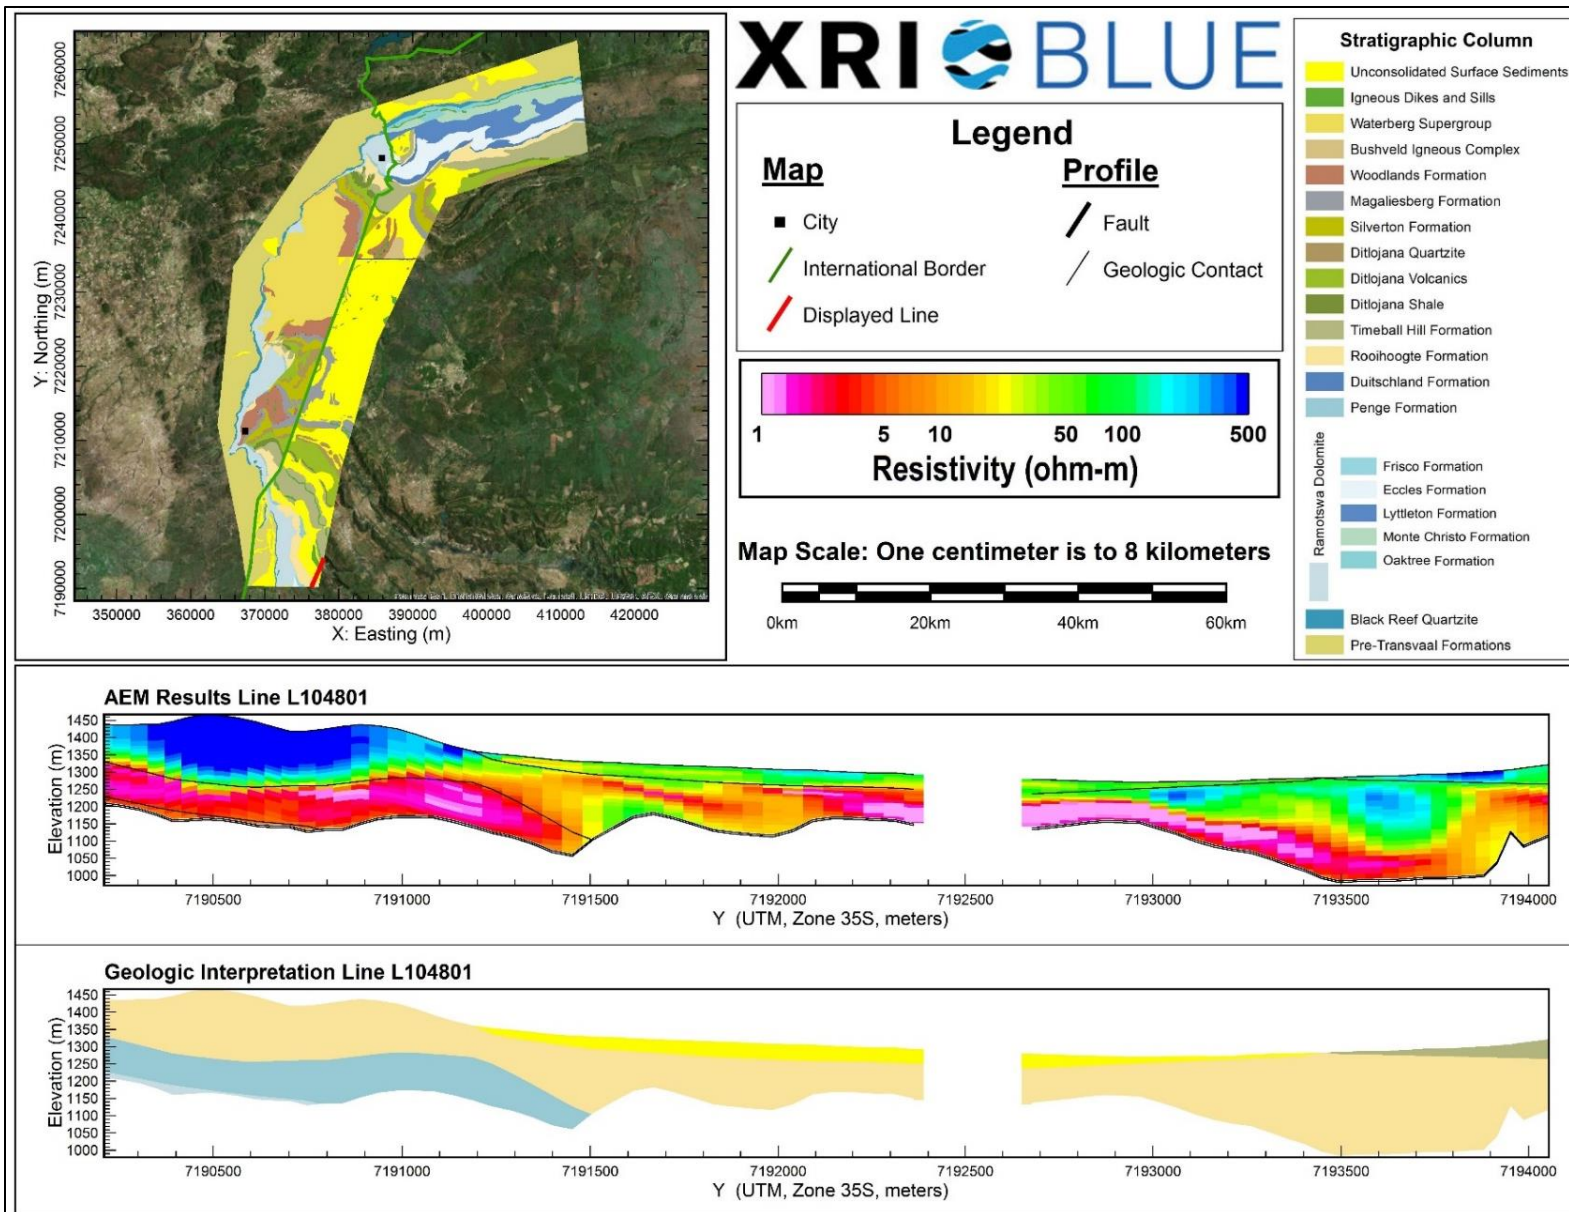 7260000
7250000
7240000
7230000
7220000
7210000
7200000
7190000
Y: Northing (m)
350000 360000 370000 380000 390000 400000 410000 420000
X: Easting (m)
XRI BLUE
Legend
Map
City
International Border
Displayed Line
Profile
Fault
Geologic Contact
1 5 10 50 100 500
Resistivity (ohm-m)
Map Scale: One centimeter is to 8 kilometers
0km 20km 40km 60km
Stratigraphic Column
Unconsolidated Surface Sediments
Igneous Dikes and Sills
Waterberg Supergroup
Bushveld Igneous Complex
Woodlands Formation
Magaliesberg Formation
Silverton Formation
Ditlojana Quartzite
Ditlojana Volcanics
Ditlojana Shale
Timeball Hill Formation
Rooihoogte Formation
Duitschland Formation
Penge Formation
Ramotswa Dolomite
Frisco Formation
Eccles Formation
Lyttleton Formation
Monte Christo Formation
Oaktree Formation
Black Reef Quartzite
Pre-Transvaal Formations
AEM Results Line L104801
Elevation (m)
1450
1400
1350
1300
1250
1200
1150
1100
1050
1000
7190500 7191000 7191500 7192000 7192500 7193000 7193500 7194000
Y (UTM, Zone 35S, meters)
Geologic Interpretation Line L104801
Elevation (m)
1450
1400
1350
1300
1250
1200
1150
1100
1050
1000
7190500 7191000 7191500 7192000 7192500 7193000 7193500 7194000
Y (UTM, Zone 35S, meters)